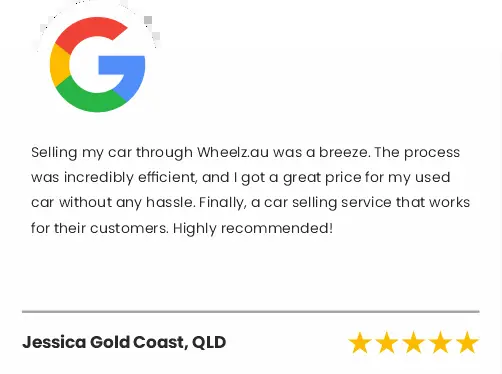 Selling my car through Wheelz.au was a breeze. The process
was incredibly efficient, and I got a great price for my used
car without any hassle. Finally, a car selling service that works
for their customers. Highly recommended!
Jessica Gold Coast, QLD